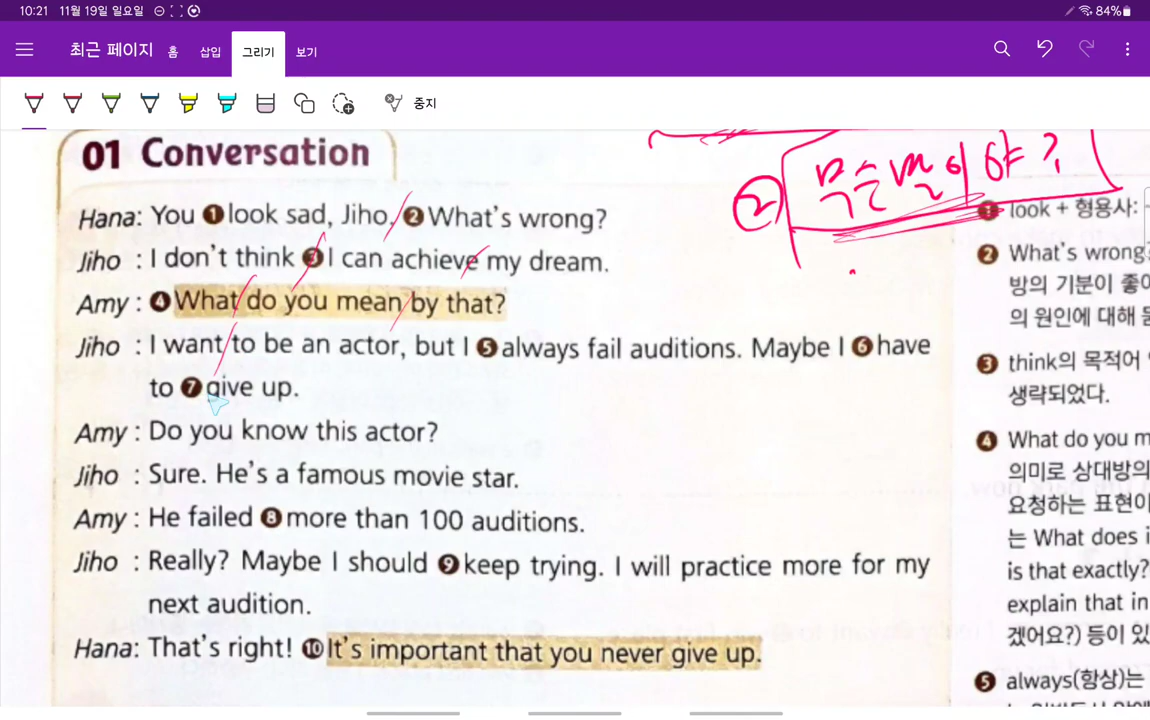 10:21 11월 19일 일요일 84%
최근 페이지 홈 삽입 그리기 보기
중지
01 Conversation
② 무슨 말이야?
Hana: You ❶ look sad, Jiho. ❷ What's wrong?
Jiho : I don't think ❸ I can achieve my dream.
Amy : ❹ What do you mean by that?
Jiho : I want to be an actor, but I ❺ always fail auditions. Maybe I ❻ have
to ❼ give up.
Amy : Do you know this actor?
Jiho : Sure. He's a famous movie star.
Amy : He failed ❽ more than 100 auditions.
Jiho : Really? Maybe I should ❾ keep trying. I will practice more for my
next audition.
Hana: That's right! ❿ It's important that you never give up.
❶ look + 형용사:
❷ What's wrong?
방의 기분이 좋아
의 원인에 대해
❸ think의 목적어
생략되었다.
❹ What do you m
의미로 상대방의
요청하는 표현이
는 What does i
is that exactly?
explain that in
겠어요?) 등이 있
❺ always(항상)는